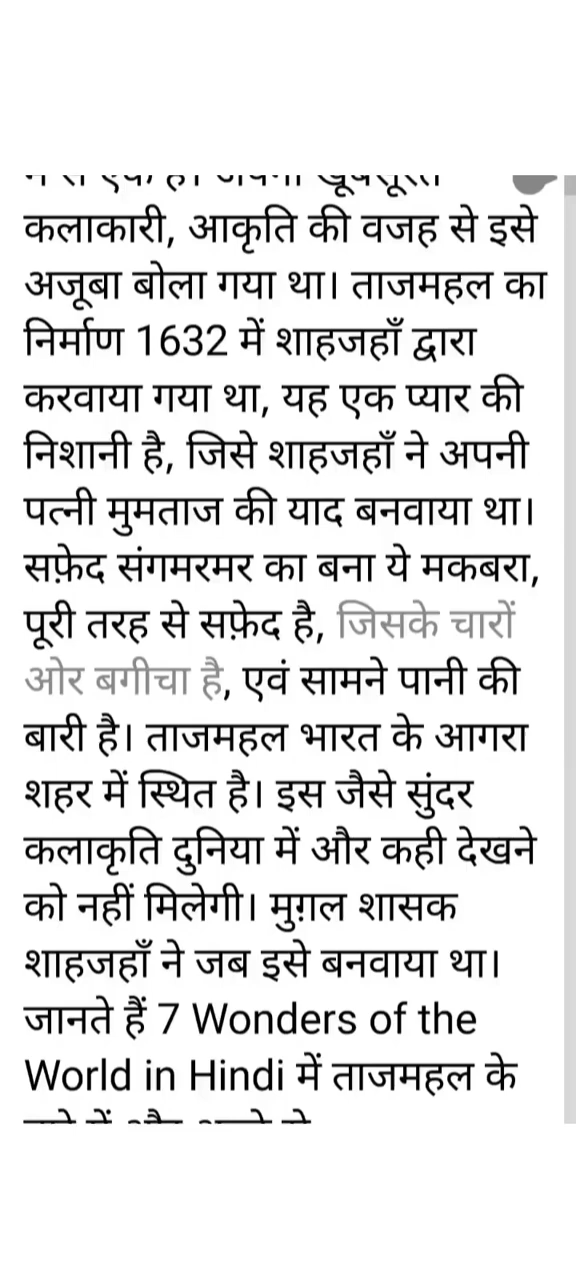 कलाकारी, आकृति की वजह से इसे
अजूबा बोला गया था। ताजमहल का
निर्माण 1632 में शाहजहाँ द्वारा
करवाया गया था, यह एक प्यार की
निशानी है, जिसे शाहजहाँ ने अपनी
पत्नी मुमताज की याद बनवाया था।
सफ़ेद संगमरमर का बना ये मकबरा,
पूरी तरह से सफ़ेद है, जिसके चारों
ओर बगीचा है, एवं सामने पानी की
बारी है। ताजमहल भारत के आगरा
शहर में स्थित है। इस जैसे सुंदर
कलाकृति दुनिया में और कही देखने
को नहीं मिलेगी। मुग़ल शासक
शाहजहाँ ने जब इसे बनवाया था।
जानते हैं 7 Wonders of the
World in Hindi में ताजमहल के